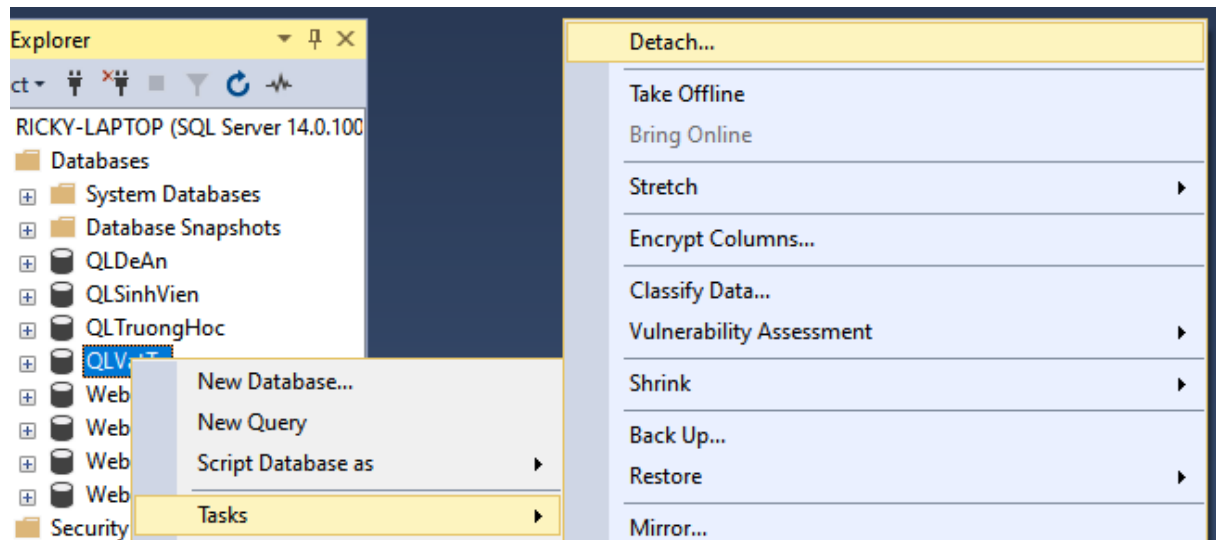 Explorer
ct
RICKY-LAPTOP (SQL Server 14.0.100
Databases
System Databases
Database Snapshots
QLDeAn
QLSinhVien
QLTruongHoc
Web
Web
Web
Web
Security
New Database...
New Query
Script Database as
Tasks
Detach...
Take Offline
Bring Online
Stretch
Encrypt Columns...
Classify Data...
Vulnerability Assessment
Shrink
Back Up...
Restore
Mirror...